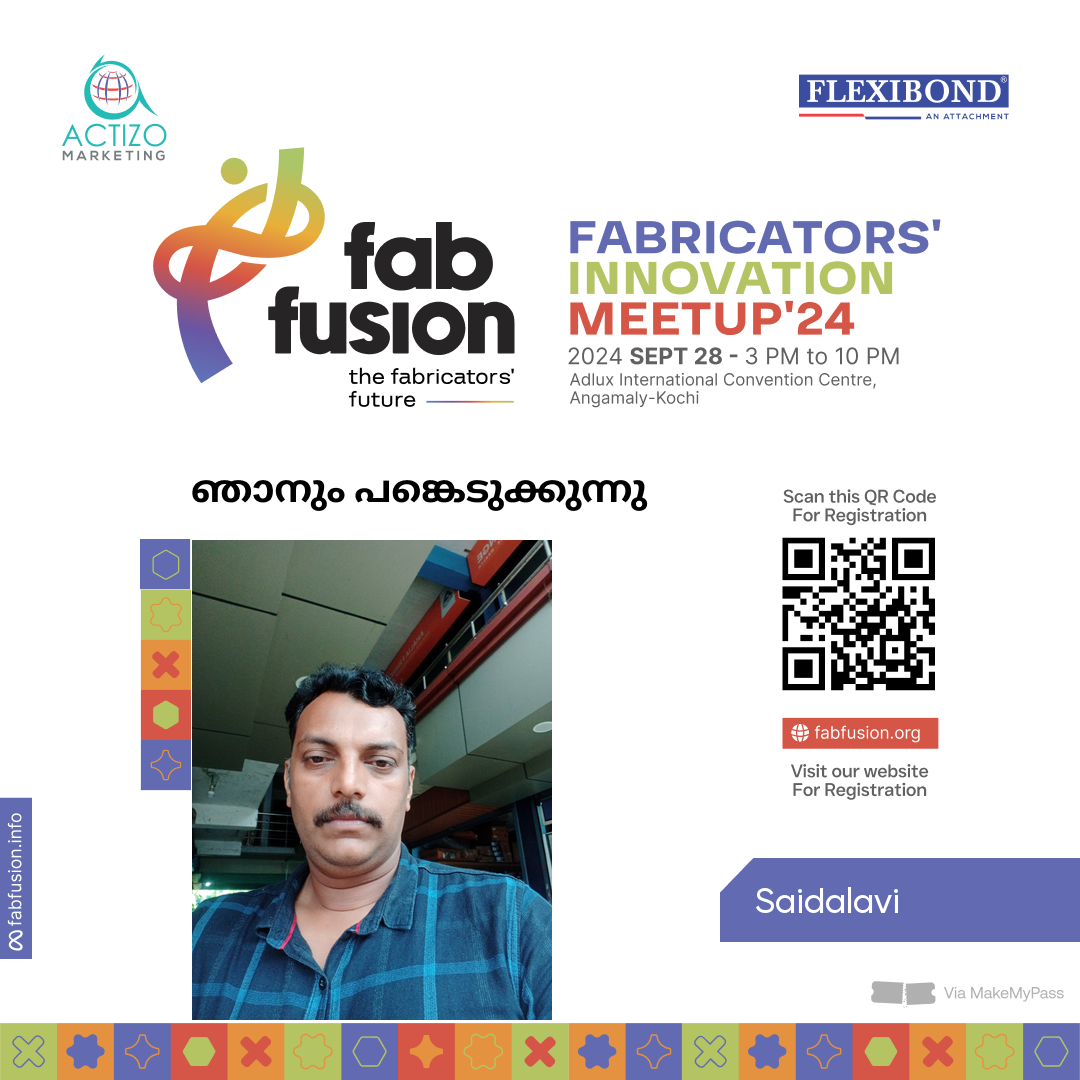 ACTIZO
MARKETING
FLEXIBOND®
AN ATTACHMENT
fab
fusion
the fabricators'
future
FABRICATORS'
INNOVATION
MEETUP'24
2024 SEPT 28 - 3 PM to 10 PM
Adlux International Convention Centre,
Angamaly-Kochi
ഞാനും പങ്കെടുക്കുന്നു
Scan this QR Code
For Registration
fabfusion.org
Visit our website
For Registration
fabfusion.info
Saidalavi
Via MakeMyPass